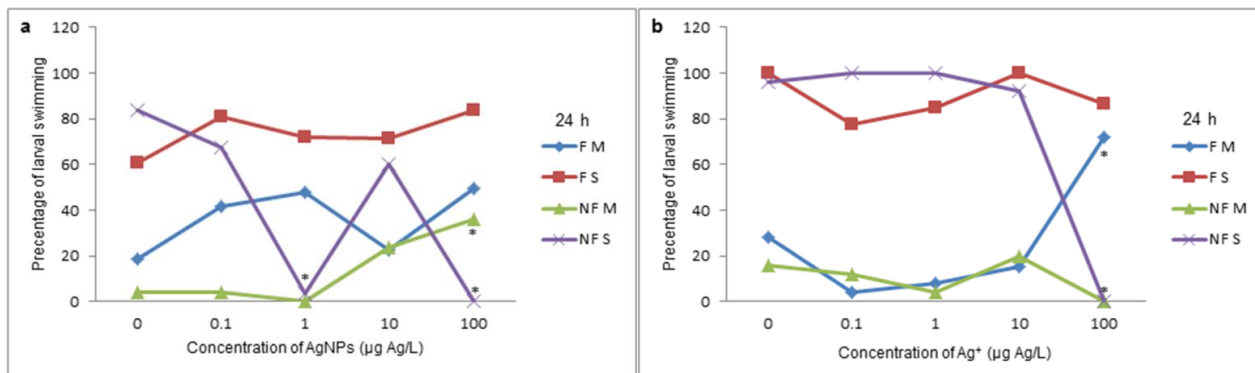 a
Precentage of larval swimming
120
100
80
60
40
20
0
*
*
*
0 0.1 1 10 100
Concentration of AgNPs (µg Ag/L)
24 h
F M
F S
NF M
NF S
b
Precentage of larval swimming
120
100
80
60
40
20
0
*
*
0 0.1 1 10 100
Concentration of Ag⁺ (µg Ag/L)
24 h
F M
F S
NF M
NF S